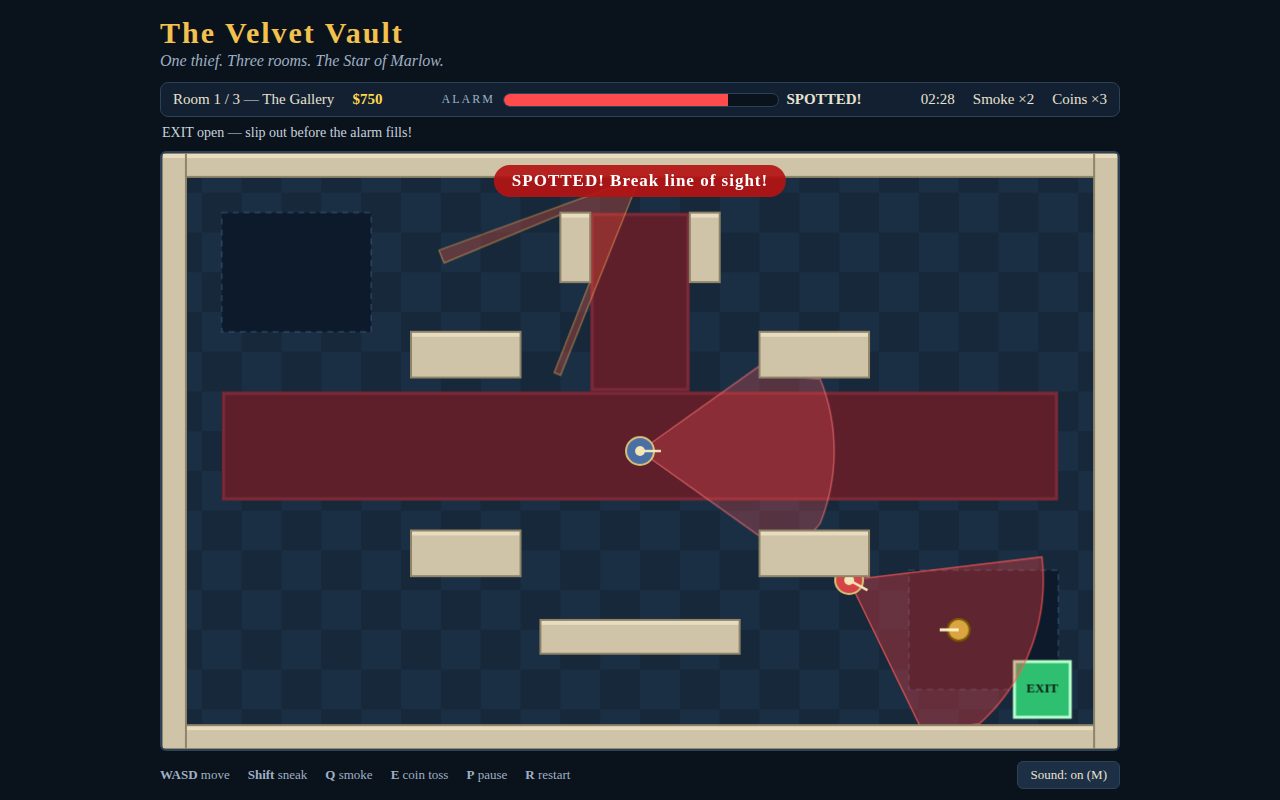 The Velvet Vault
One thief. Three rooms. The Star of Marlow.
Room 1 / 3 — The Gallery $750 ALARM SPOTTED! 02:28 Smoke ×2 Coins ×3
EXIT open — slip out before the alarm fills!
SPOTTED! Break line of sight!
EXIT
WASD move Shift sneak Q smoke E coin toss P pause R restart Sound: on (M)